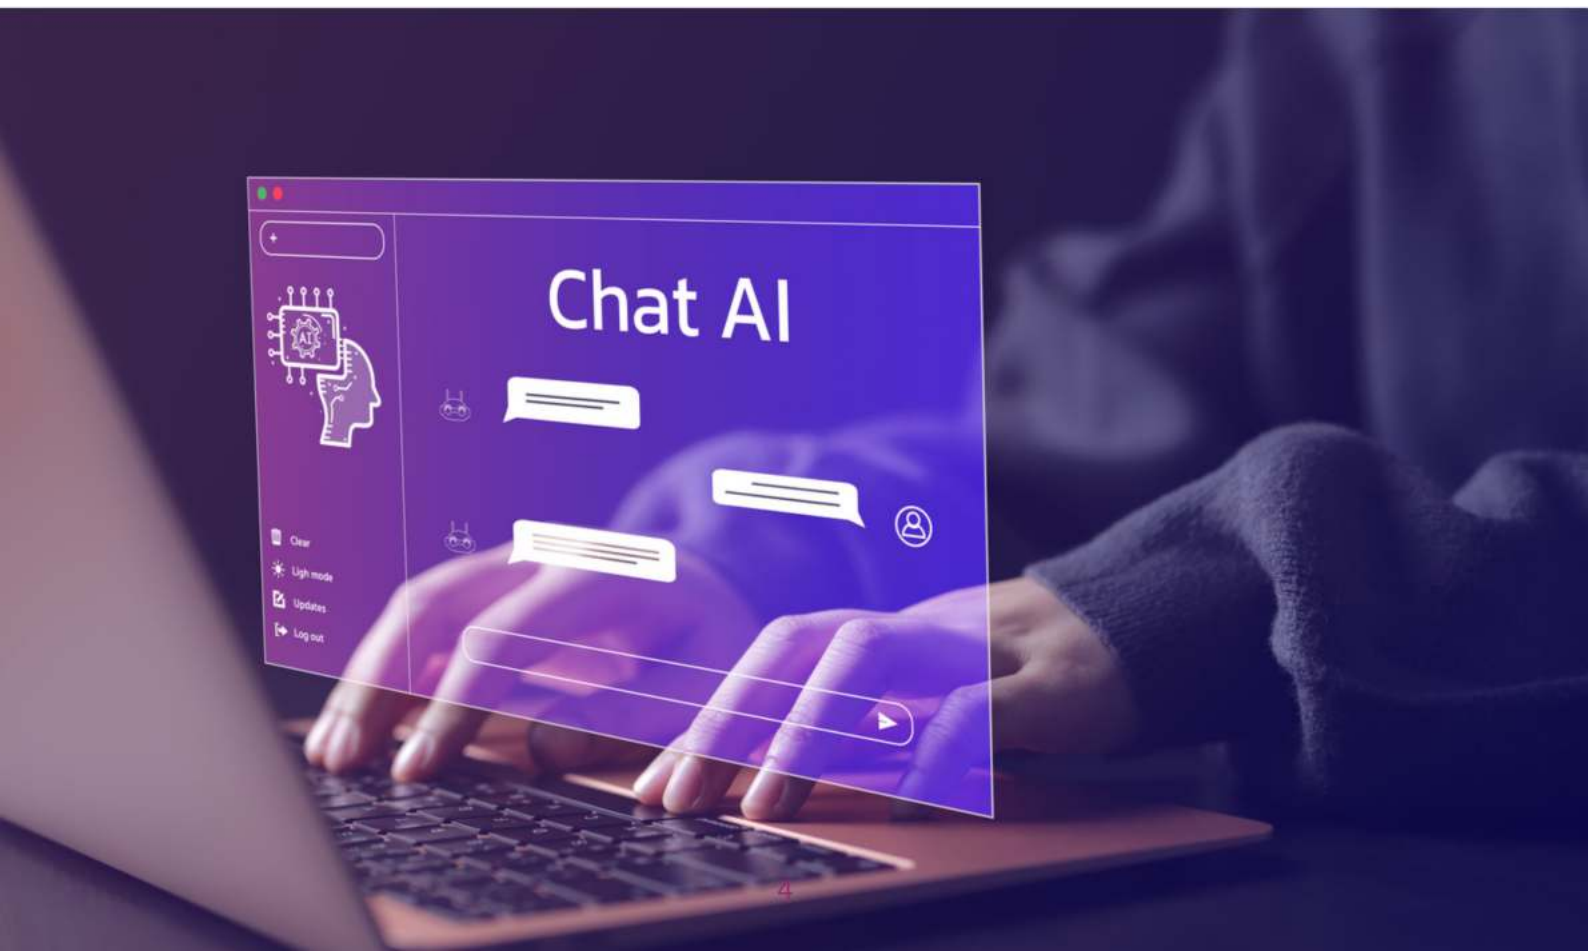 +
Chat AI
AI
Clear
Ligh mode
Updates
Log out
4